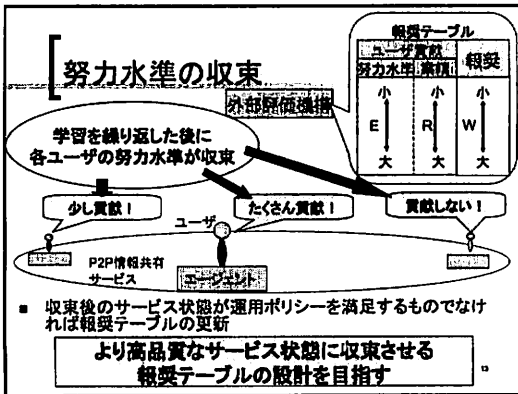 努力水準の収束
報奨テーブル
ユーザ貢献
報奨
努力水準
業績
小
小
小
E
R
W
大
大
大
外部評価機構
学習を繰り返した後に
各ユーザの努力水準が収束
少し貢献！
ユーザ
たくさん貢献！
貢献しない！
P2P情報共有
サービス
エージェント
■ 収束後のサービス状態が運用ポリシーを満足するものでなけ
れば報奨テーブルの更新
より高品質なサービス状態に収束させる
報奨テーブルの設計を目指す